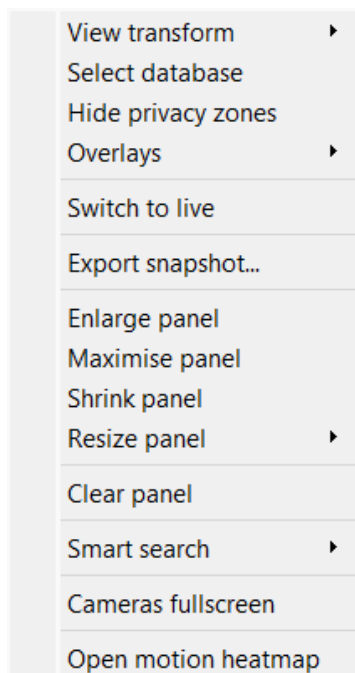 View transform
Select database
Hide privacy zones
Overlays
Switch to live
Export snapshot...
Enlarge panel
Maximise panel
Shrink panel
Resize panel
Clear panel
Smart search
Cameras fullscreen
Open motion heatmap